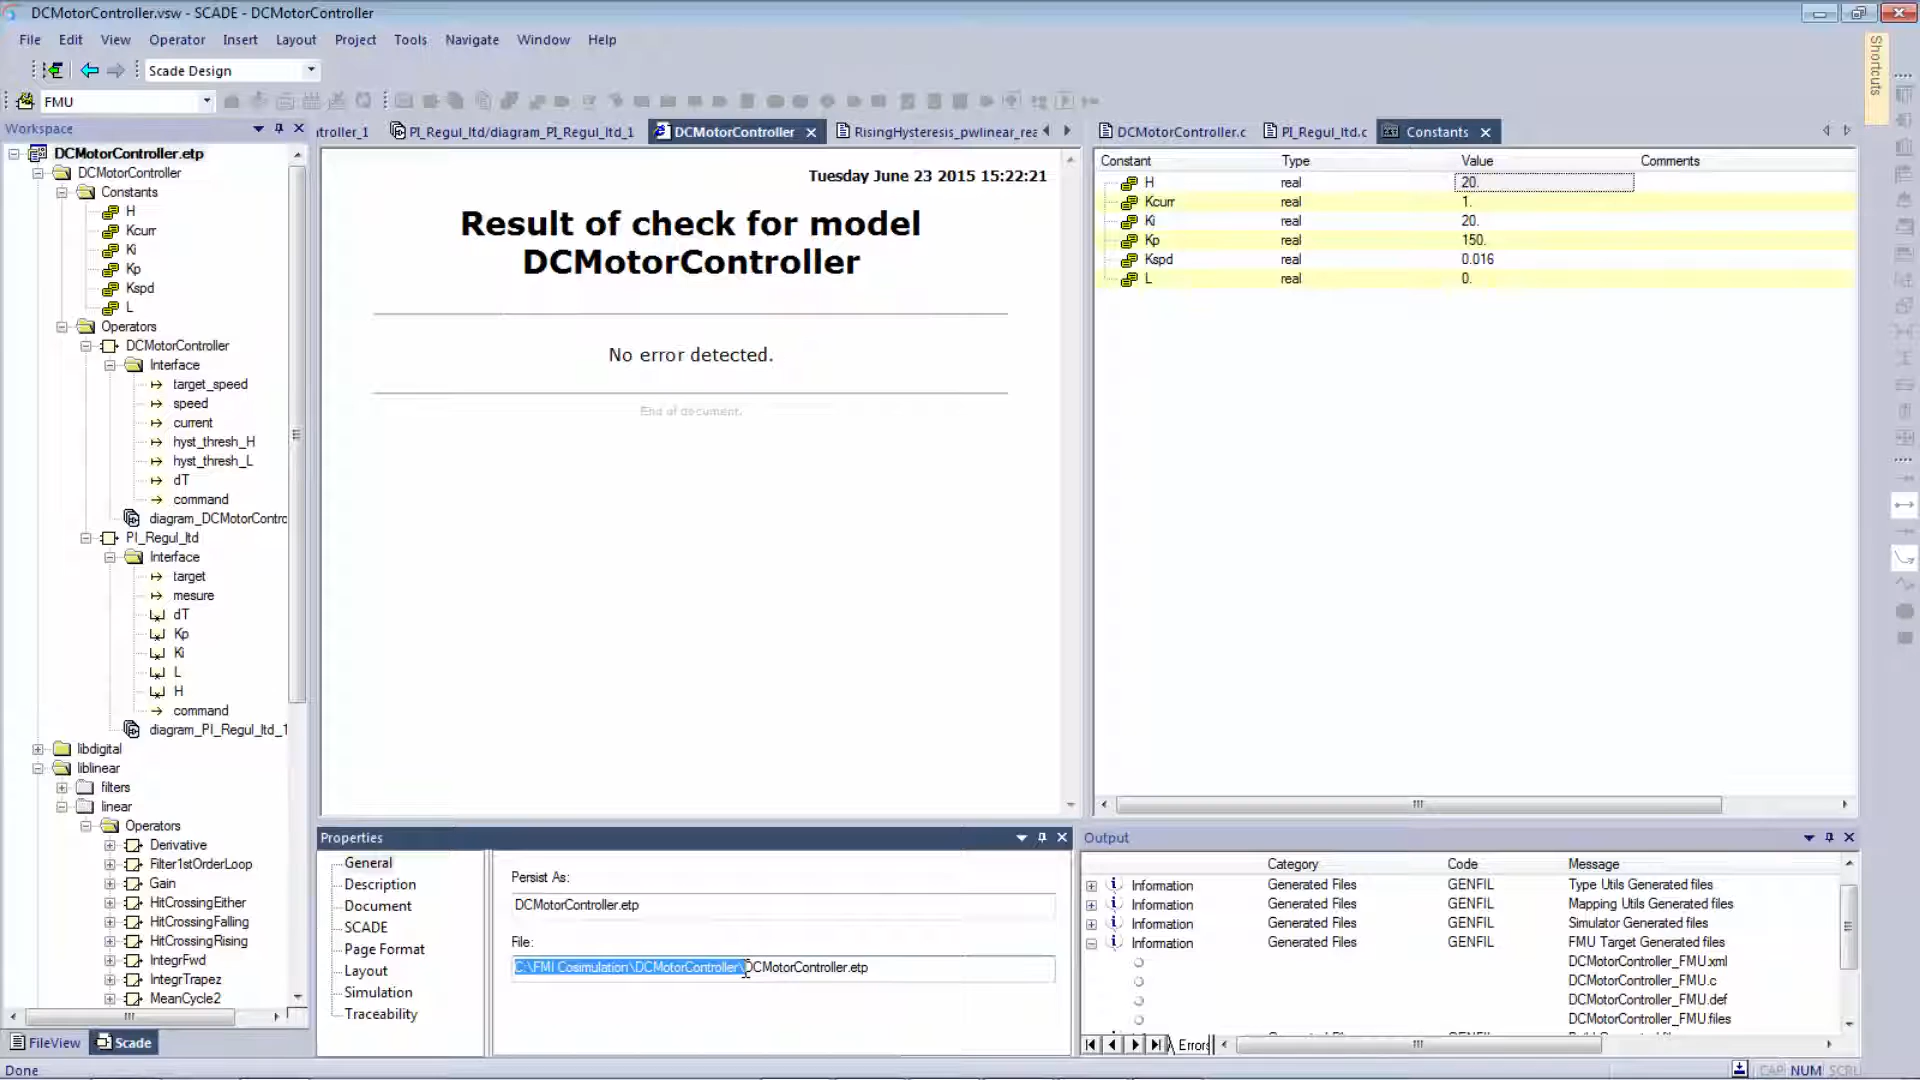 DCMotorController.vsw - SCADE - DCMotorController
File Edit View Operator Insert Layout Project Tools Navigate Window Help
Scade Design
FMU
Shortcuts
Workspace
DCMotorController.etp
DCMotorController
Constants
H
Kcurr
Ki
Kp
Kspd
L
Operators
DCMotorController
Interface
target_speed
speed
current
hyst_thresh_H
hyst_thresh_L
dT
command
diagram_DCMotorContro
PI_Regul_ltd
Interface
target
mesure
dT
Kp
Ki
L
H
command
diagram_PI_Regul_ltd_1
libdigital
liblinear
filters
linear
Operators
Derivative
Filter1stOrderLoop
Gain
HitCrossingEither
HitCrossingFalling
HitCrossingRising
IntegrFwd
IntegrTrapez
MeanCycle2
FileView Scade
Done
ntroller_1 PI_Regul_ltd/diagram_PI_Regul_ltd_1 DCMotorController RisingHysteresis_pwlinear_rea
Tuesday June 23 2015 15:22:21
Result of check for model
DCMotorController
No error detected.
End of document.
DCMotorController.c PI_Regul_ltd.c Constants
Constant Type Value Comments
H real 20.
Kcurr real 1.
Ki real 20.
Kp real 150.
Kspd real 0.016
L real 0.
Properties
General
Description
Document
SCADE
Page Format
Layout
Simulation
Traceability
Persist As:
DCMotorController.etp
File:
C:\FMI Cosimulation\DCMotorController\DCMotorController.etp
Output
Category Code Message
Information Generated Files GENFIL Type Utils Generated files
Information Generated Files GENFIL Mapping Utils Generated files
Information Generated Files GENFIL Simulator Generated files
Information Generated Files GENFIL FMU Target Generated files
DCMotorController_FMU.xml
DCMotorController_FMU.c
DCMotorController_FMU.def
DCMotorController_FMU.files
Errors
CAP NUM SCRL